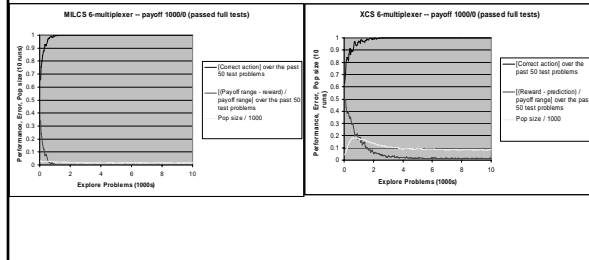 MILCS 6-multiplexer -- payoff 1000/0 (passed full tests)
Performance, Error, Pop size (10 runs)
1
0.9
0.8
0.7
0.6
0.5
0.4
0.3
0.2
0.1
0
0 2 4 6 8 10
Explore Problems (1000s)
[Correct action] over the past
50 test problems
[(Payoff range - reward) /
payoff range] over the past 50
test problems
Pop size / 1000
XCS 6-multiplexer -- payoff 1000/0 (passed full tests)
Performance, Error, Pop size (10
runs)
1
0.9
0.8
0.7
0.6
0.5
0.4
0.3
0.2
0.1
0
0 2 4 6 8 10
Explore Problems (1000s)
[Correct action] over the
past 50 test problems
[(Reward - prediction) /
payoff range] over the past
50 test problems
Pop size / 1000